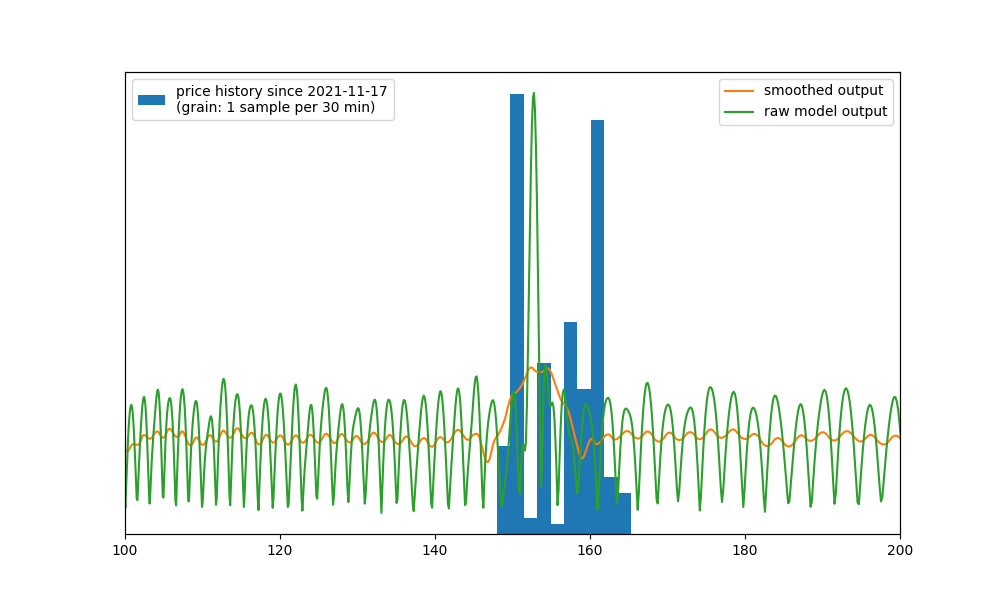 price history since 2021-11-17
(grain: 1 sample per 30 min)
smoothed output
raw model output
100
120
140
160
180
200